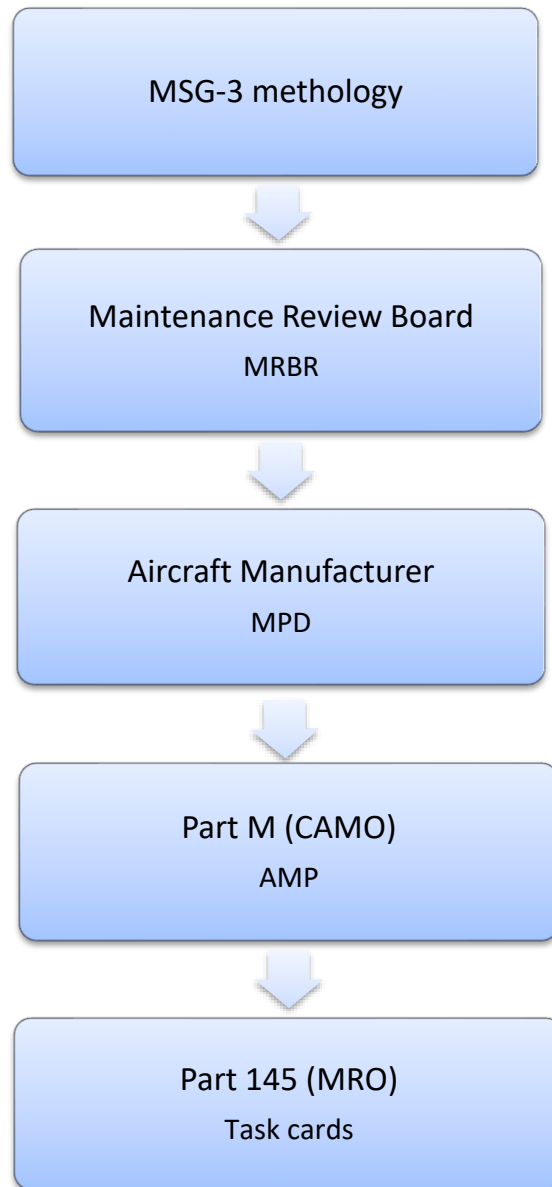 MSG-3 methology
Maintenance Review Board
MRBR
Aircraft Manufacturer
MPD
Part M (CAMO)
AMP
Part 145 (MRO)
Task cards